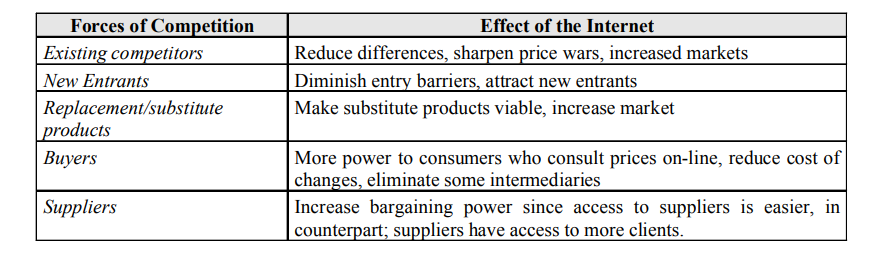 Forces of Competition Effect of the Internet
Existing competitors Reduce differences, sharpen price wars, increased markets
New Entrants Diminish entry barriers, attract new entrants
Replacement/substitute Make substitute products viable, increase market
products
Buyers More power to consumers who consult prices on-line, reduce cost of
changes, eliminate some intermediaries
Suppliers Increase bargaining power since access to suppliers is easier, in
counterpart; suppliers have access to more clients.